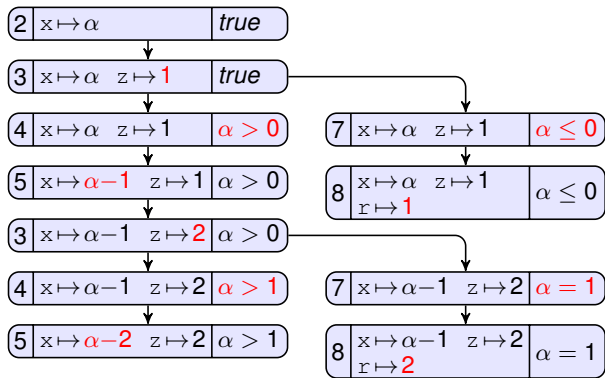 2 x↦α true
3 x↦α z↦1 true
4 x↦α z↦1 α > 0
7 x↦α z↦1 α ≤ 0
5 x↦α−1 z↦1 α > 0
8 x↦α z↦1 α ≤ 0
r↦1
3 x↦α−1 z↦2 α > 0
4 x↦α−1 z↦2 α > 1
7 x↦α−1 z↦2 α = 1
5 x↦α−2 z↦2 α > 1
8 x↦α−1 z↦2 α = 1
r↦2